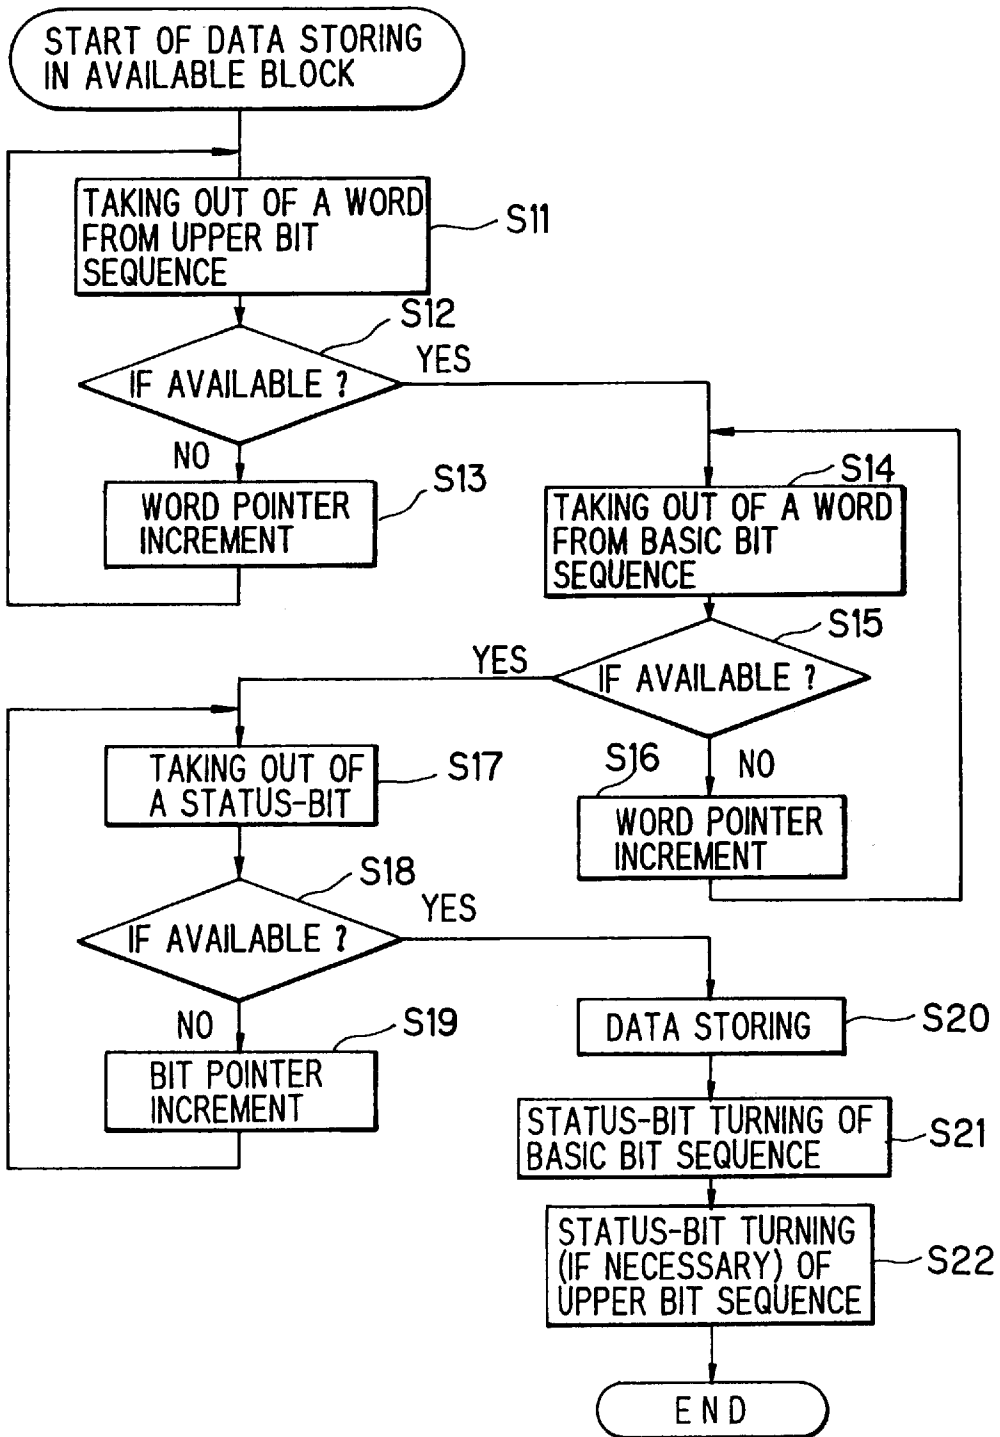 START OF DATA STORING
IN AVAILABLE BLOCK
TAKING OUT OF A WORD
FROM UPPER BIT
SEQUENCE
S11
S12
IF AVAILABLE ?
YES
NO
S13
WORD POINTER
INCREMENT
S14
TAKING OUT OF A WORD
FROM BASIC BIT
SEQUENCE
S15
IF AVAILABLE ?
YES
NO
S16
WORD POINTER
INCREMENT
S17
TAKING OUT OF
A STATUS-BIT
S18
IF AVAILABLE ?
YES
NO
S19
BIT POINTER
INCREMENT
S20
DATA STORING
STATUS-BIT TURNING OF
BASIC BIT SEQUENCE
S21
STATUS-BIT TURNING
(IF NECESSARY) OF
UPPER BIT SEQUENCE
S22
END